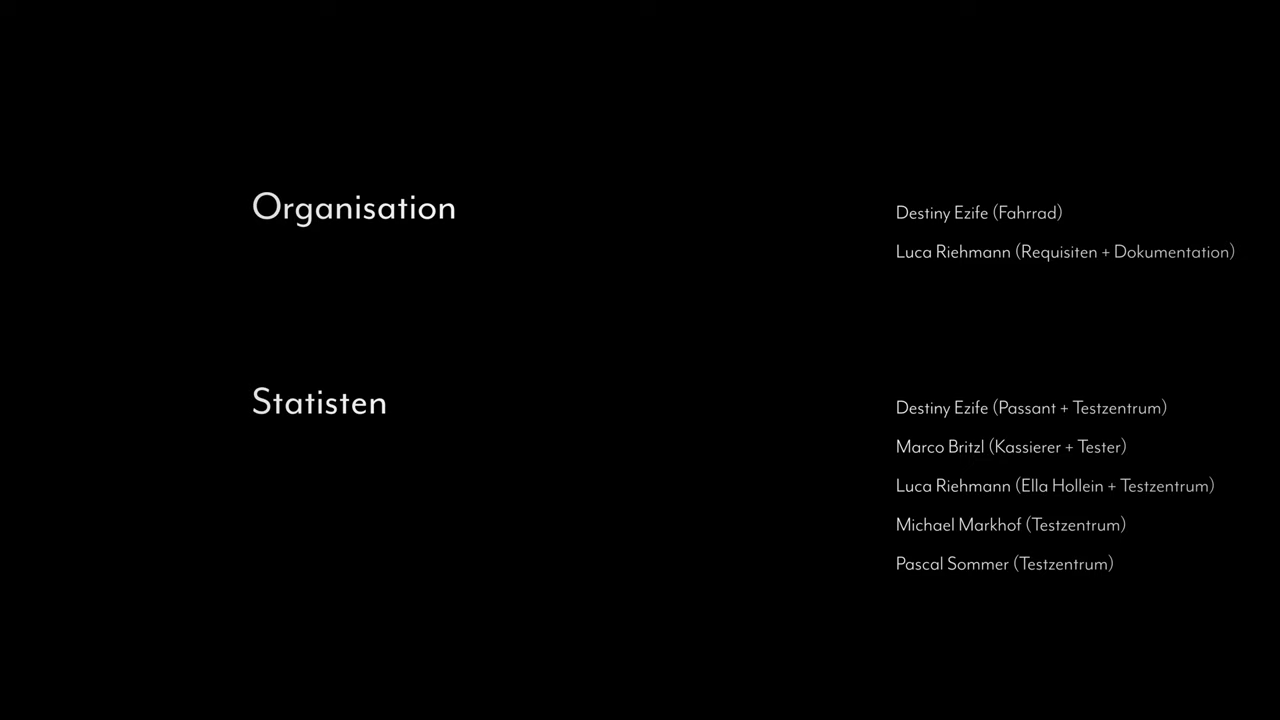 Organisation
Destiny Ezife (Fahrrad)
Luca Riehmann (Requisiten + Dokumentation)
Statisten
Destiny Ezife (Passant + Testzentrum)
Marco Britzl (Kassierer + Tester)
Luca Riehmann (Ella Hollein + Testzentrum)
Michael Markhof (Testzentrum)
Pascal Sommer (Testzentrum)